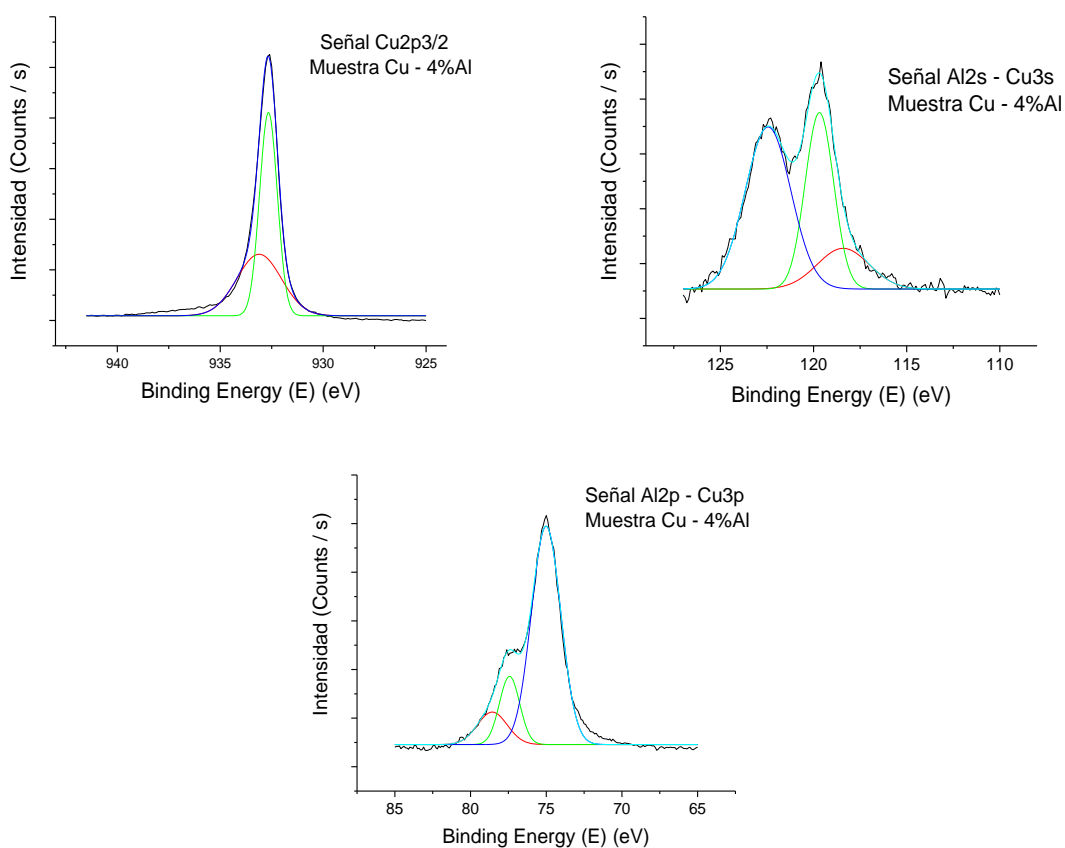 Señal Cu2p3/2
Muestra Cu - 4%Al
Intensidad (Counts / s)
940 935 930 925
Binding Energy (E) (eV)
Señal Al2s - Cu3s
Muestra Cu - 4%Al
Intensidad (Counts / s)
125 120 115 110
Binding Energy (E) (eV)
Señal Al2p - Cu3p
Muestra Cu - 4%Al
Intensidad (Counts / s)
85 80 75 70 65
Binding Energy (E) (eV)